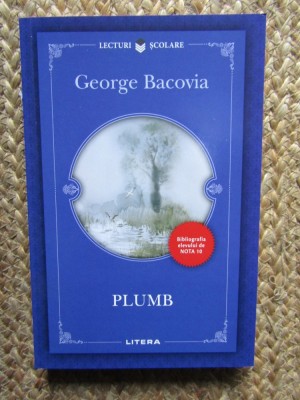 LECTURI ȘCOLARE
George Bacovia
Bibliografia
elevului de
NOTA 10
PLUMB
LITERA